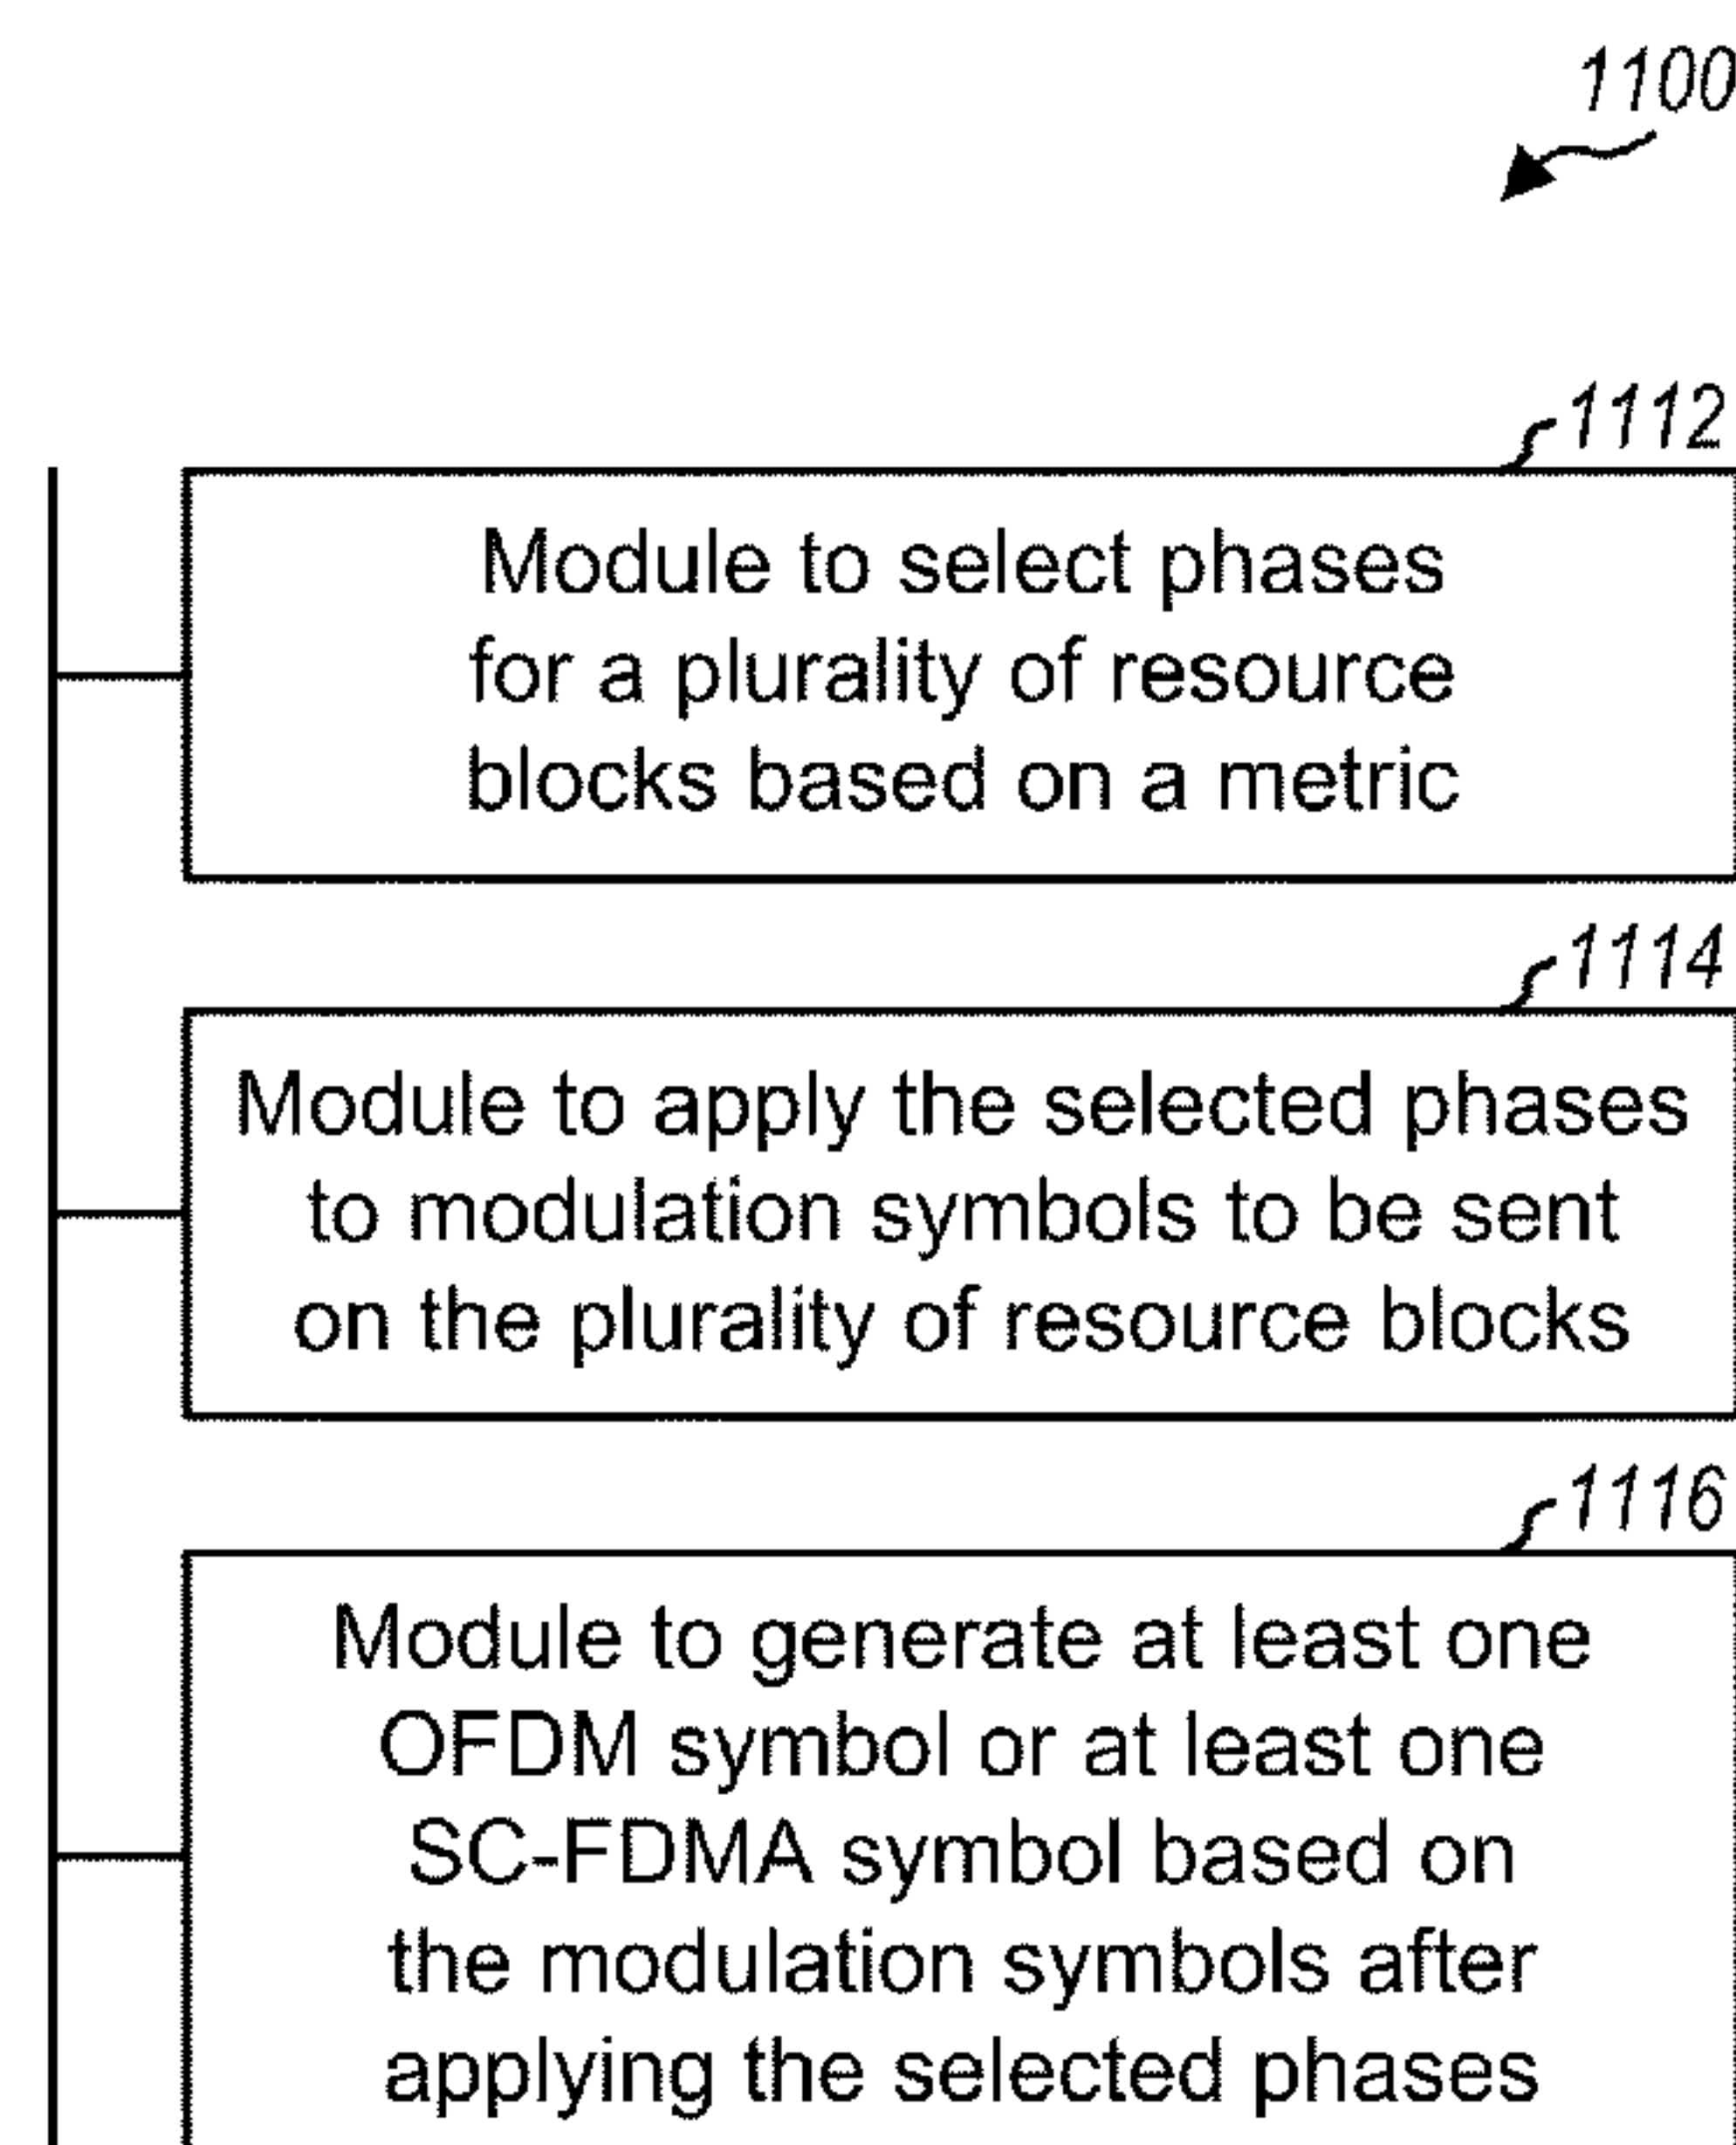 1100
1112
Module to select phases
for a plurality of resource
blocks based on a metric
1114
Module to apply the selected phases
to modulation symbols to be sent
on the plurality of resource blocks
1116
Module to generate at least one
OFDM symbol or at least one
SC-FDMA symbol based on
the modulation symbols after
applying the selected phases